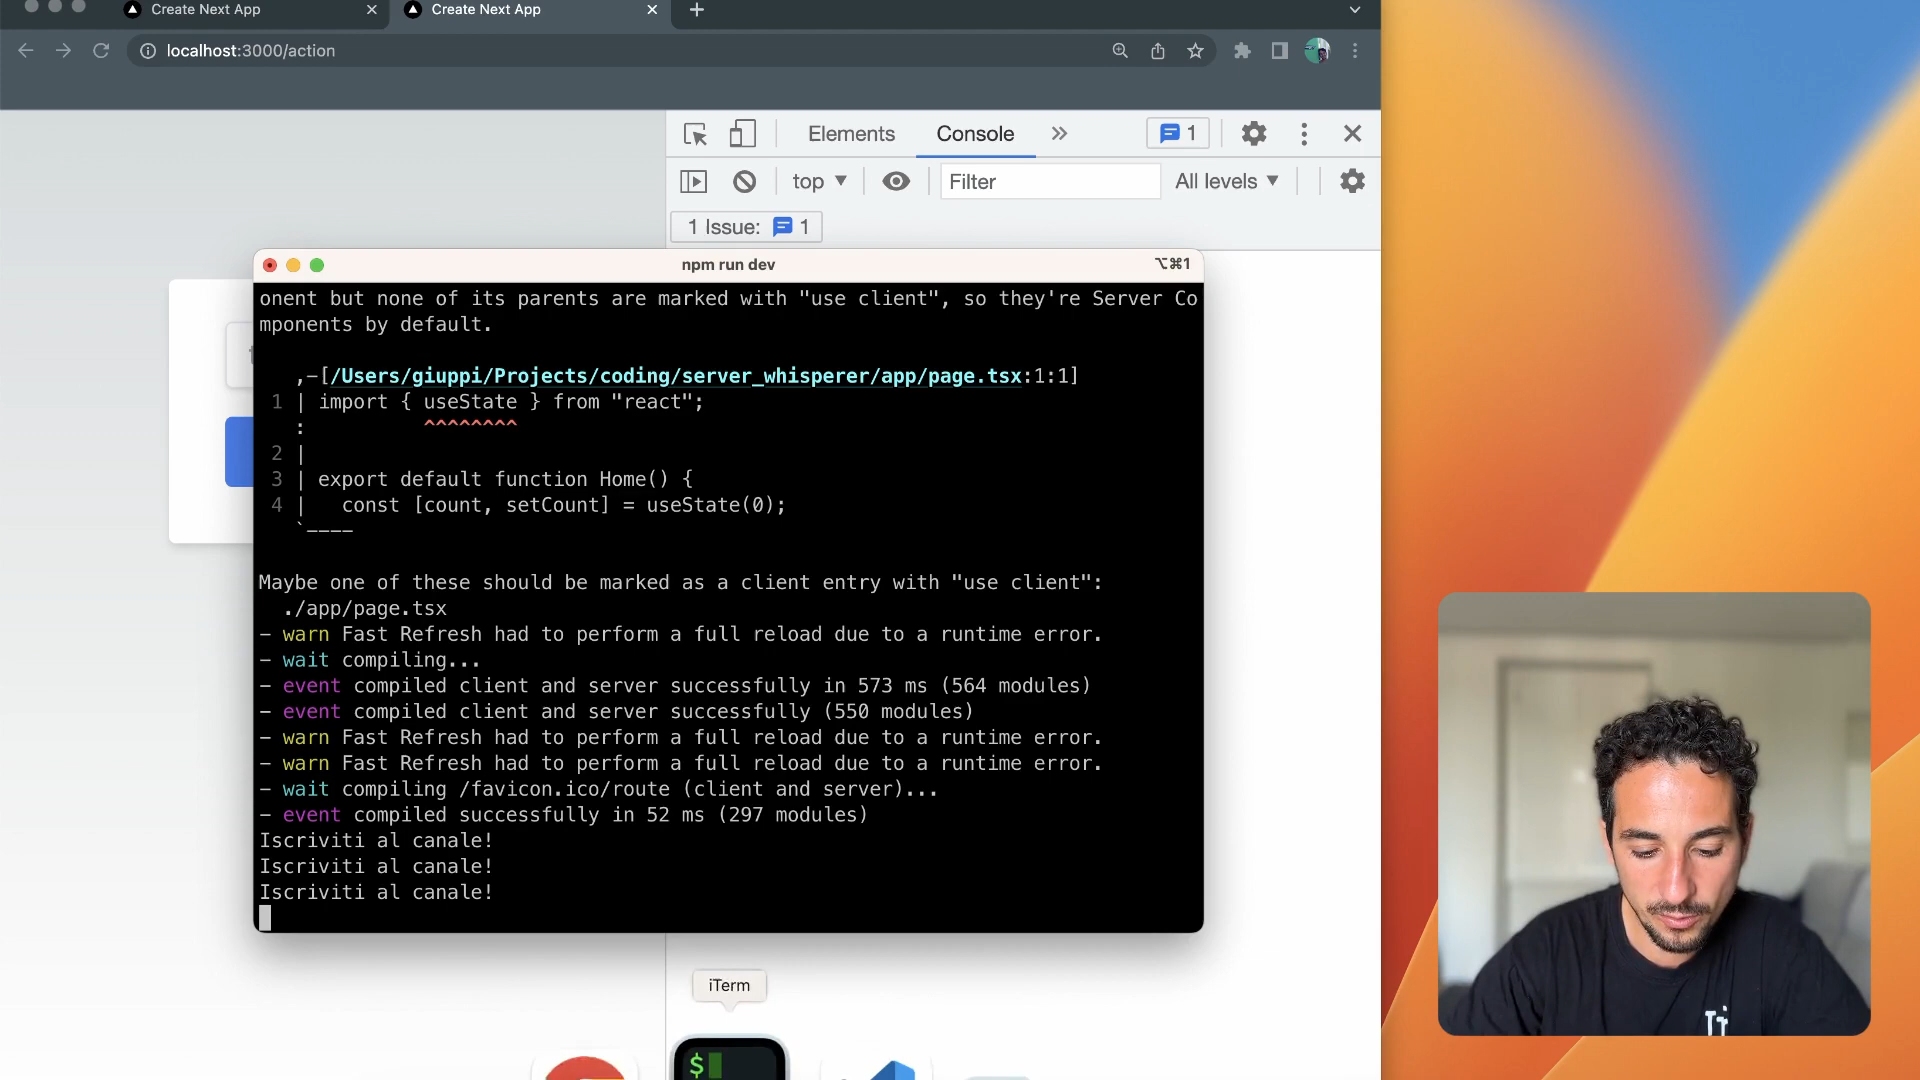 Create Next App
Create Next App
localhost:3000/action
Elements
Console
1
top
Filter
All levels
1 Issue: 1
npm run dev
⌥⌘1
onent but none of its parents are marked with "use client", so they're Server Co
mponents by default.
,-[/Users/giuppi/Projects/coding/server_whisperer/app/page.tsx:1:1]
1 | import { useState } from "react";
: ^^^^^^^^
2 |
3 | export default function Home() {
4 | const [count, setCount] = useState(0);
`----
Maybe one of these should be marked as a client entry with "use client":
./app/page.tsx
- warn Fast Refresh had to perform a full reload due to a runtime error.
- wait compiling...
- event compiled client and server successfully in 573 ms (564 modules)
- event compiled client and server successfully (550 modules)
- warn Fast Refresh had to perform a full reload due to a runtime error.
- warn Fast Refresh had to perform a full reload due to a runtime error.
- wait compiling /favicon.ico/route (client and server)...
- event compiled successfully in 52 ms (297 modules)
Iscriviti al canale!
Iscriviti al canale!
Iscriviti al canale!
iTerm
$